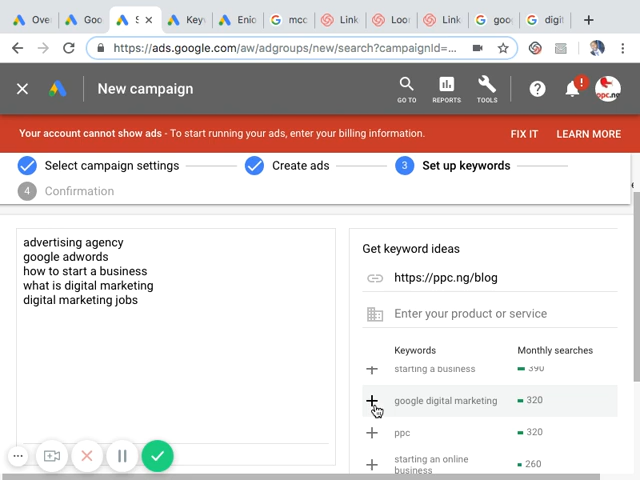 Ove
Goo
S
Key
Enio
mcc
Link
Loor
Link
goo
digit
https://ads.google.com/aw/adgroups/new/search?campaignId=...
New campaign
GO TO
REPORTS
TOOLS
!
ppc.ng
Your account cannot show ads - To start running your ads, enter your billing information.
FIX IT
LEARN MORE
Select campaign settings
Create ads
3 Set up keywords
4 Confirmation
advertising agency
google adwords
how to start a business
what is digital marketing
digital marketing jobs
Get keyword ideas
https://ppc.ng/blog
Enter your product or service
Keywords Monthly searches
starting a business 390
google digital marketing 320
ppc 320
starting an online business 260